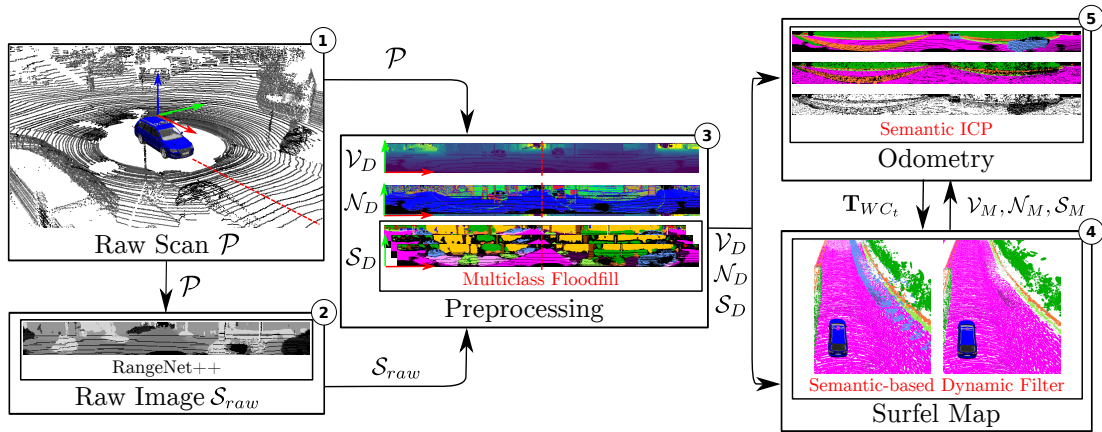 1
Raw Scan 𝒫
𝒫
2
RangeNet++
Raw Image 𝒮_raw
𝒫
𝒮_raw
3
𝒱_D
𝒩_D
𝒮_D
Multiclass Floodfill
Preprocessing
𝒱_D
𝒩_D
𝒮_D
5
Semantic ICP
Odometry
𝐓_WC_t
𝒱_M, 𝒩_M, 𝒮_M
4
Semantic-based Dynamic Filter
Surfel Map